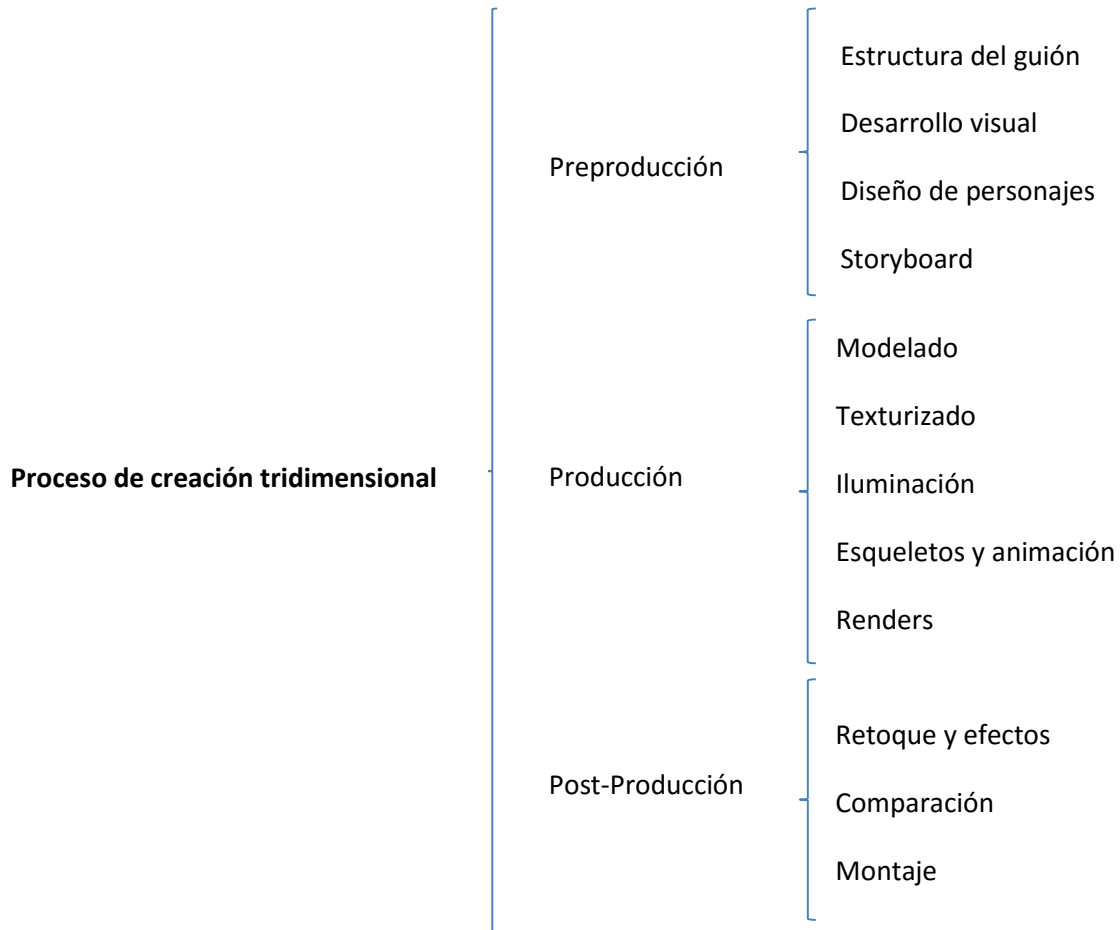 Proceso de creación tridimensional
Preproducción
Estructura del guión
Desarrollo visual
Diseño de personajes
Storyboard
Producción
Modelado
Texturizado
Iluminación
Esqueletos y animación
Renders
Post-Producción
Retoque y efectos
Comparación
Montaje